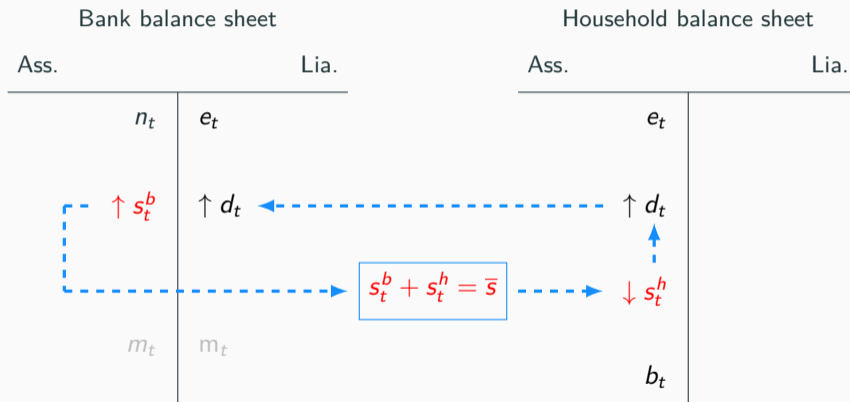 Bank balance sheet
Household balance sheet
Ass. Lia.
Ass. Lia.
n_t e_t
e_t
↑ s_t^b ↑ d_t
↑ d_t
s_t^b + s_t^h = s̅
↓ s_t^h
m_t m_t
b_t